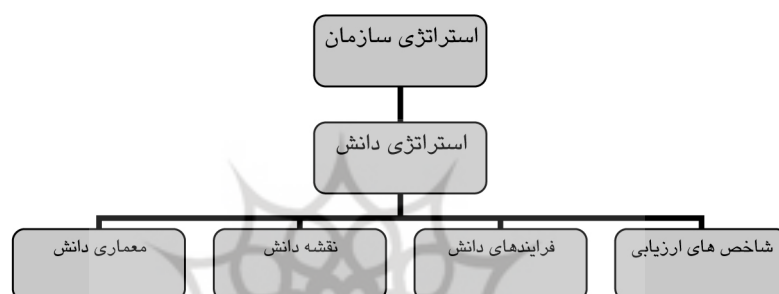 استراتژی سازمان
استراتژی دانش
شاخص های ارزیابی
فرایندهای دانش
نقشه دانش
معماری دانش